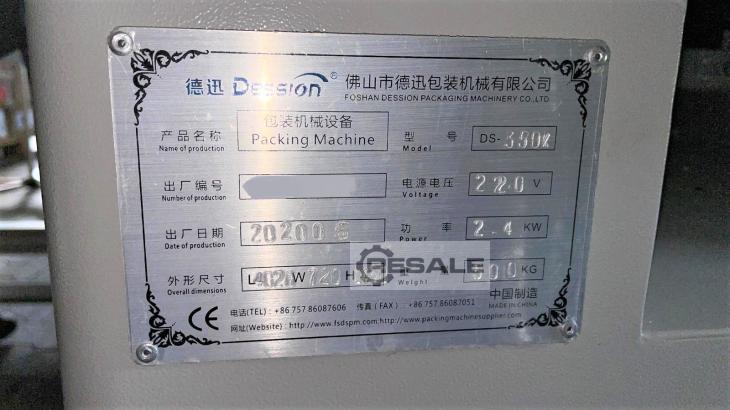 德迅 Dession® 佛山市德迅包装机械有限公司
FOSHAN DESSION PACKAGING MACHINERY CO.,LTD
产品名称 包装机械设备 型号 DS-350X
Name of production Packing Machine Model
出厂编号 电源电压 220 V
Number of production Voltage
出厂日期 202006 功率 2.4 KW
Date of production Power
外形尺寸 L4020 W720 H 00 KG
Overall dimensions Weight
RESALE
中国制造
MADE IN CHINA
电话(TEL)：+86 757 86087606 传真(FAX)：+86 757 86087051
网址(Website)：http://www.fsdspm.com http://www.packingmachinesupplier.com
CE